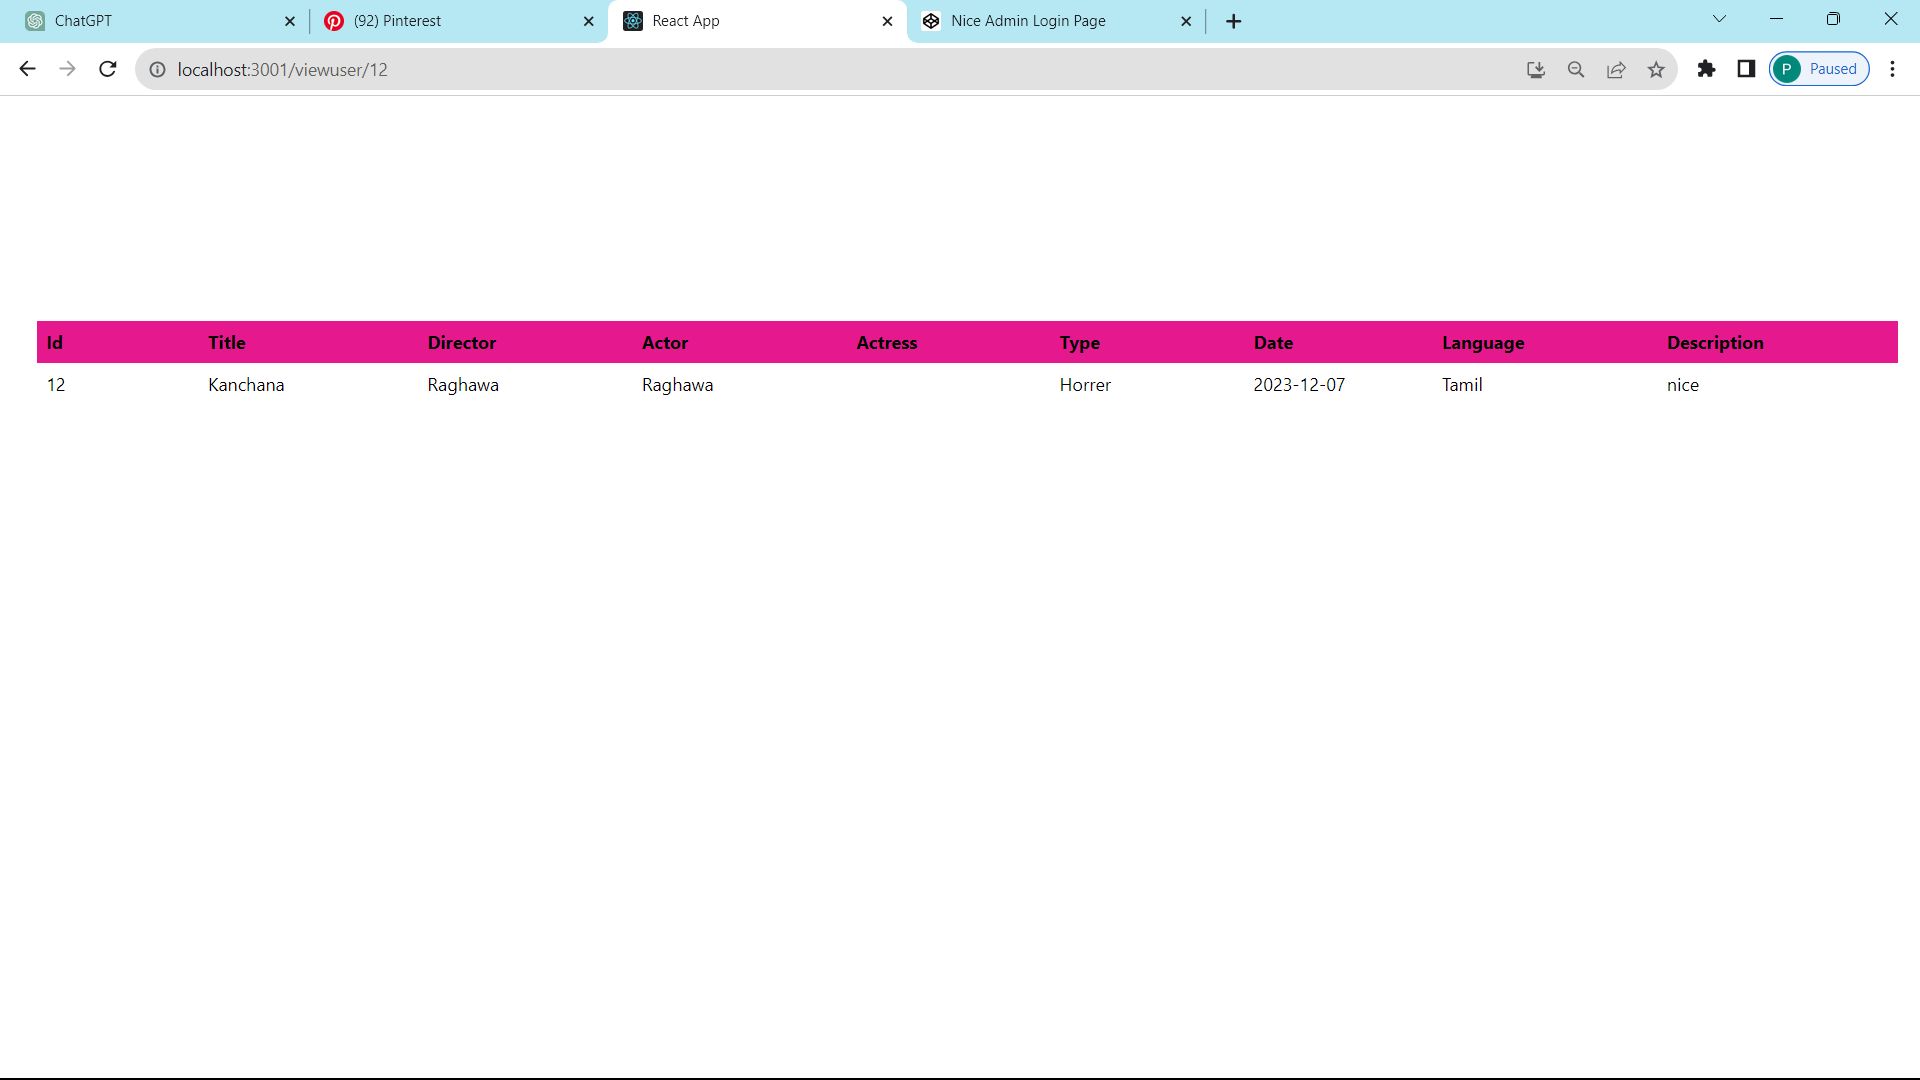 ChatGPT (92) Pinterest React App Nice Admin Login Page
localhost:3001/viewuser/12 P Paused
Id Title Director Actor Actress Type Date Language Description
12 Kanchana Raghawa Raghawa Horrer 2023-12-07 Tamil nice